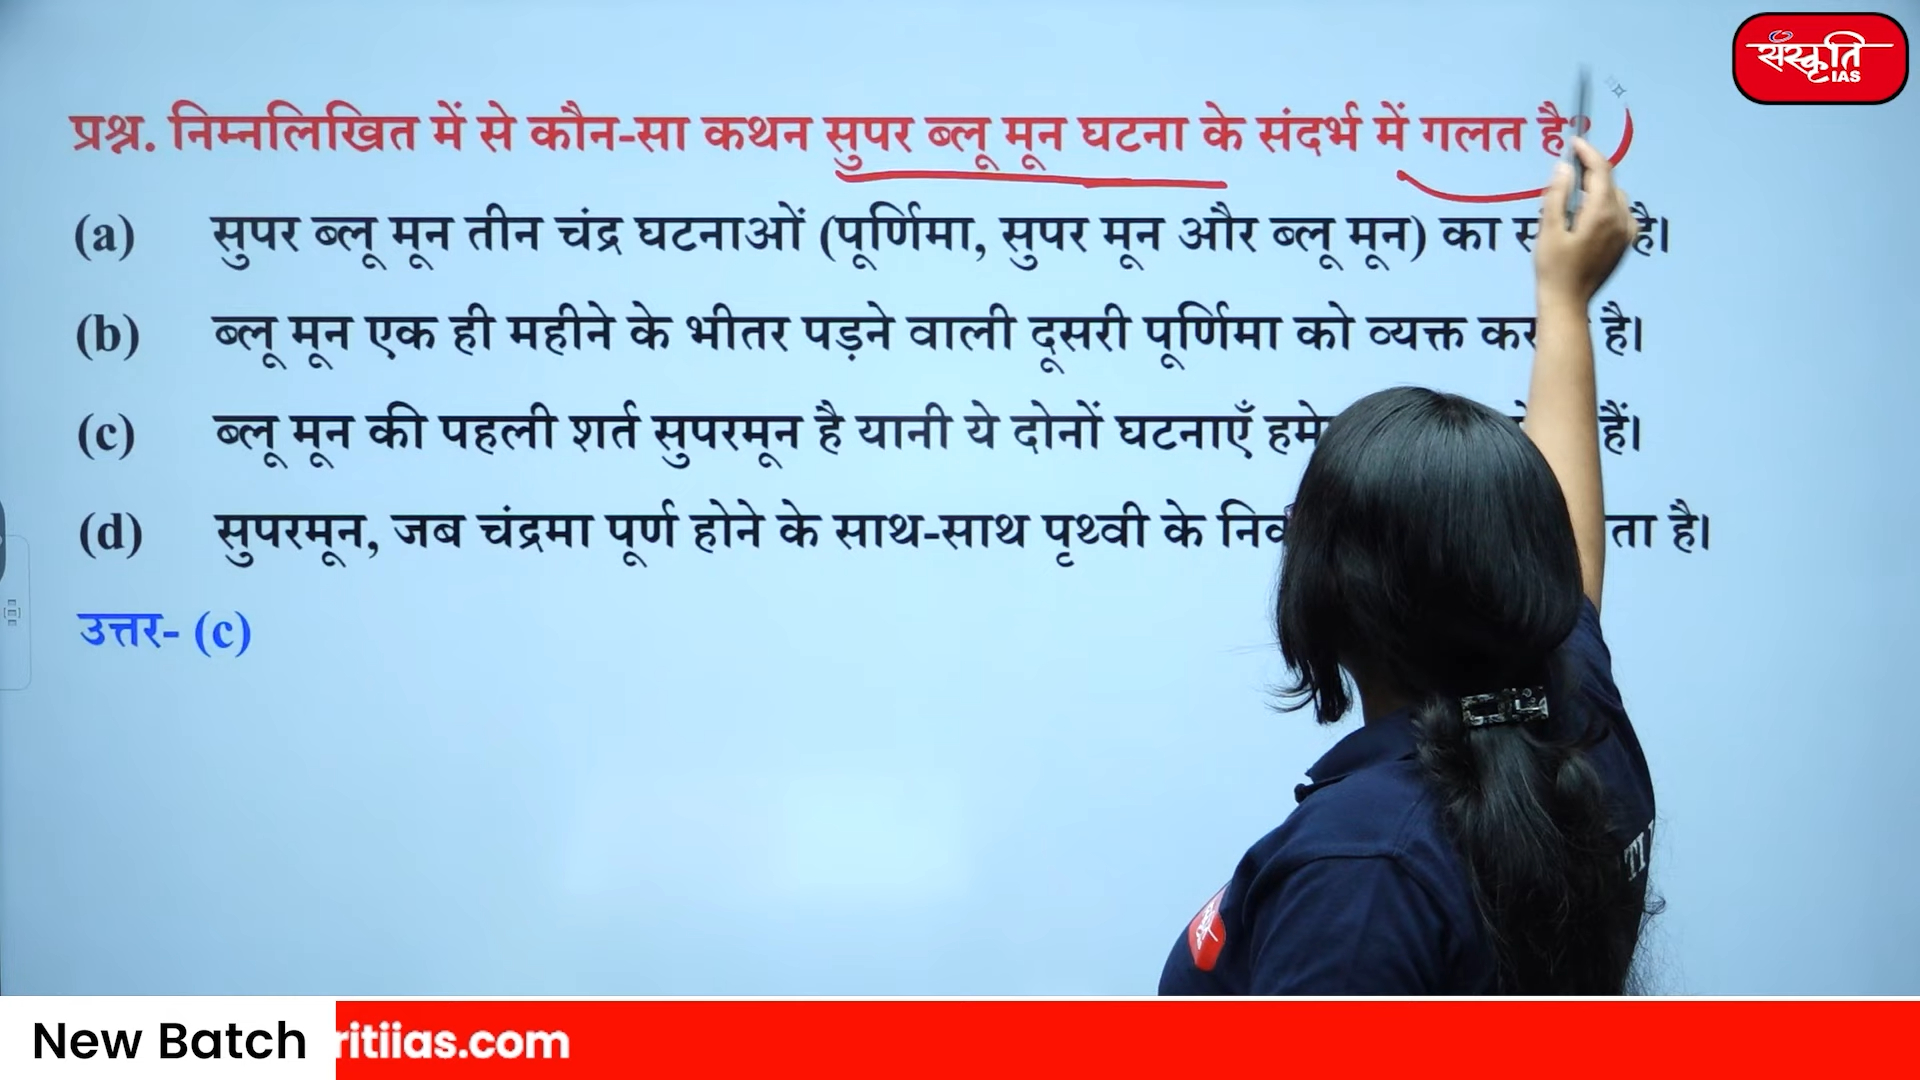 संस्कृति
IAS
प्रश्न. निम्नलिखित में से कौन-सा कथन सुपर ब्लू मून घटना के संदर्भ में गलत है?
(a) सुपर ब्लू मून तीन चंद्र घटनाओं (पूर्णिमा, सुपर मून और ब्लू मून) का है।
(b) ब्लू मून एक ही महीने के भीतर पड़ने वाली दूसरी पूर्णिमा को व्यक्त है।
(c) ब्लू मून की पहली शर्त सुपरमून है यानी ये दोनों घटनाएँ हैं।
(d) सुपरमून, जब चंद्रमा पूर्ण होने के साथ-साथ पृथ्वी के है।
उत्तर- (c)
New Batch ritiias.com